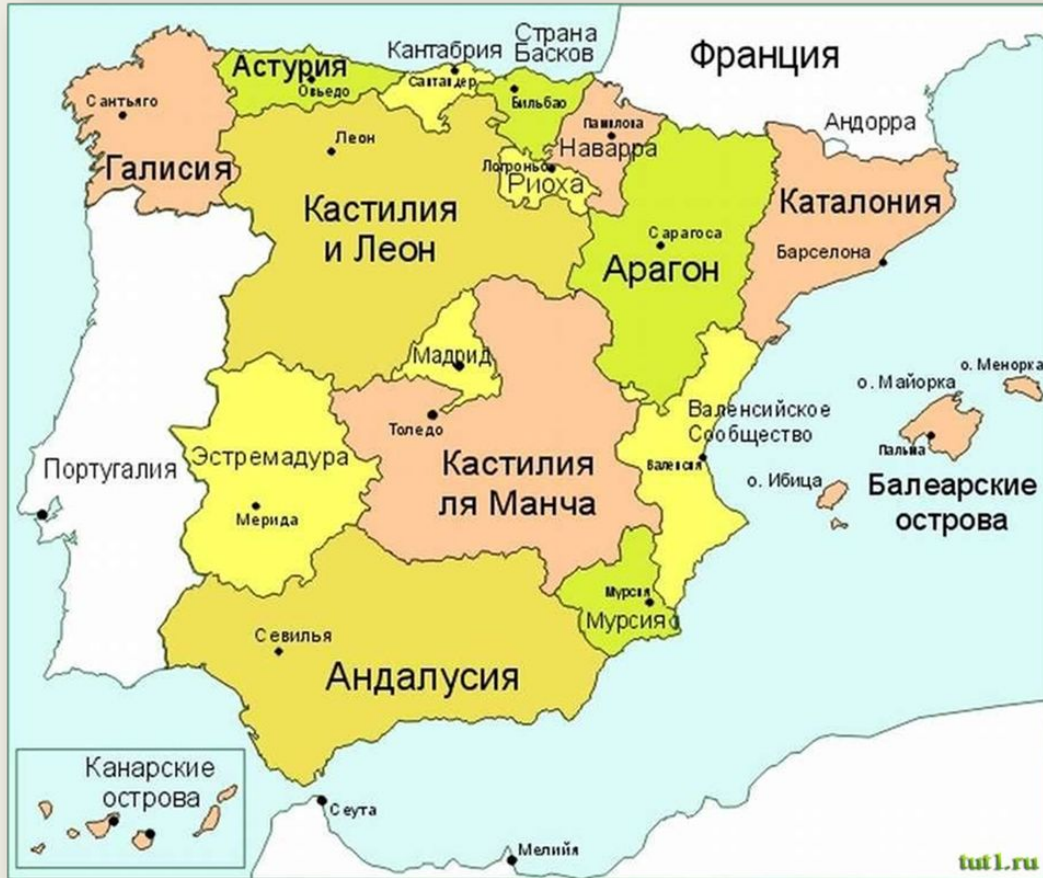 Страна
Басков
Кантабрия
Франция
Астурия
Овьедо
Сантандер
Бильбао
Сантьяго
Андорра
Памплона
Леон
Наварра
Галисия
Логроньо
Риоха
Каталония
Кастилия
и Леон
Сарагоса
Барселона
Арагон
Мадрид
о. Менорка
о. Майорка
Валенсийское
Сообщество
Толедо
Пальма
Эстремадура
Португалия
Кастилия
ля Манча
Валенсия
о. Ибица
Балеарские
острова
Мерида
Мурсия
Мурсия
Севилья
Андалусия
Канарские
острова
Сеута
Мелийя
tut1.ru